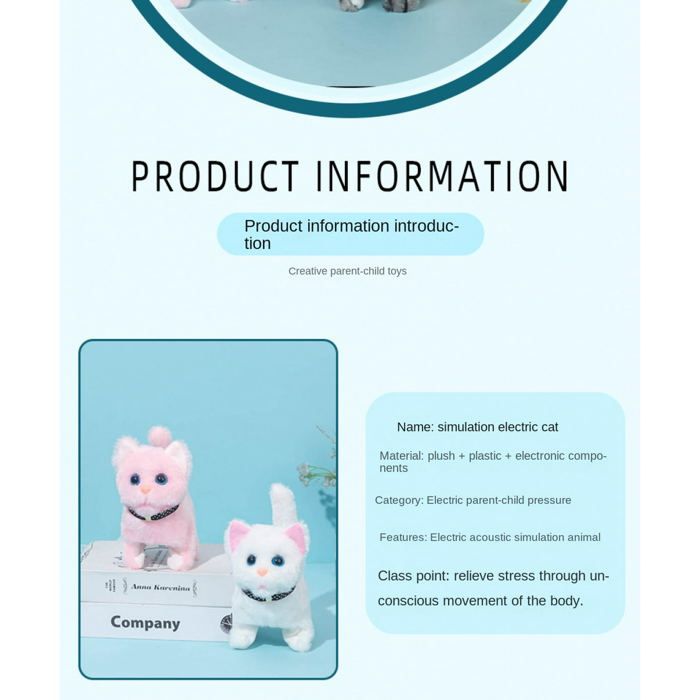 PRODUCT INFORMATION
Product information introduc-
tion
Creative parent-child toys
Name: simulation electric cat
Material: plush + plastic + electronic compo-
nents
Category: Electric parent-child pressure
Features: Electric acoustic simulation animal
Class point: relieve stress through un-
conscious movement of the body.
Anna Karenina
Company